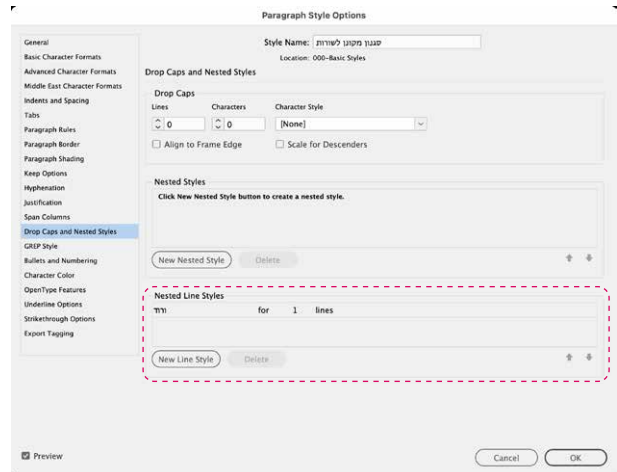 Paragraph Style Options
General
Basic Character Formats
Advanced Character Formats
Middle East Character Formats
Indents and Spacing
Tabs
Paragraph Rules
Paragraph Border
Paragraph Shading
Keep Options
Hyphenation
Justification
Span Columns
Drop Caps and Nested Styles
GREP Style
Bullets and Numbering
Character Color
OpenType Features
Underline Options
Strikethrough Options
Export Tagging
Style Name: סגנון מקונן לשורות
Location: 000-Basic Styles
Drop Caps and Nested Styles
Drop Caps
Lines Characters Character Style
0 0 [None]
Align to Frame Edge Scale for Descenders
Nested Styles
Click New Nested Style button to create a nested style.
New Nested Style Delete
Nested Line Styles
ורוד for 1 lines
New Line Style Delete
Preview
Cancel OK